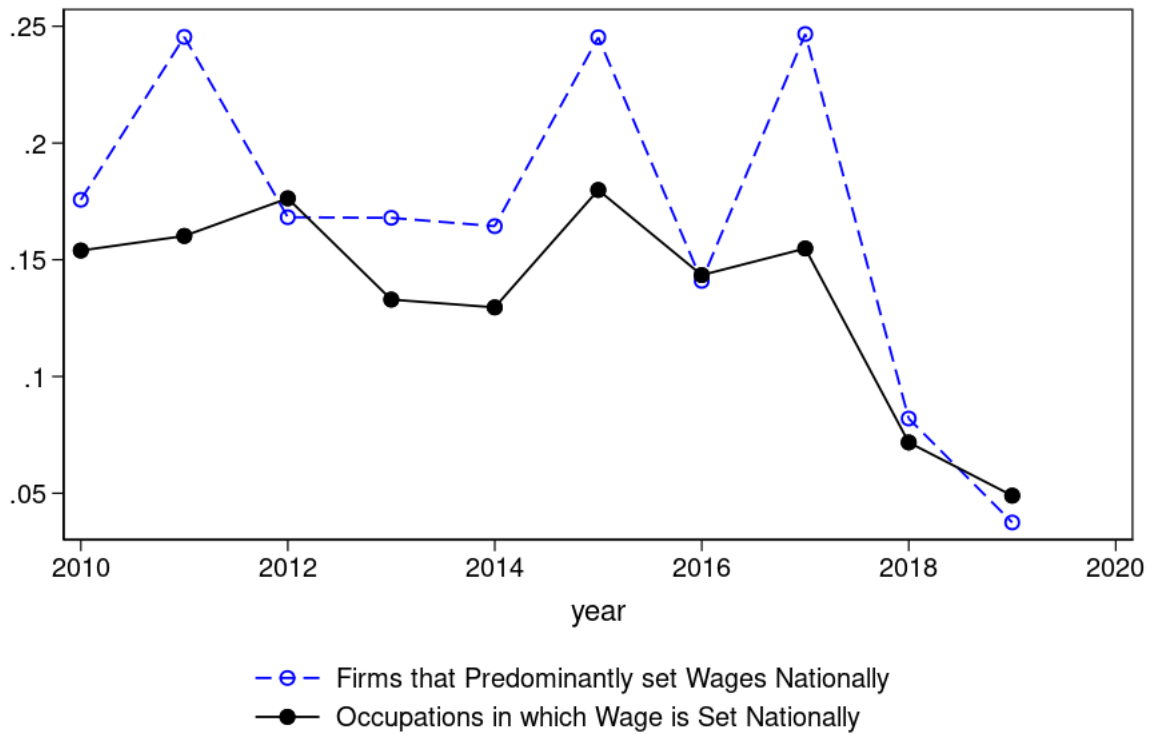 .25
.2
.15
.1
.05
2010 2012 2014 2016 2018 2020
year
Firms that Predominantly set Wages Nationally
Occupations in which Wage is Set Nationally